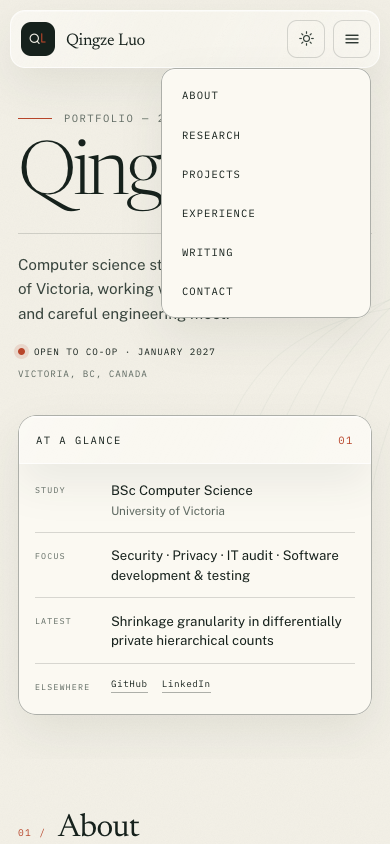 QL Qingze Luo
ABOUT
RESEARCH
PROJECTS
EXPERIENCE
WRITING
CONTACT
PORTFOLIO — 2
Qing
Computer science st
of Victoria, working
and careful engineering
OPEN TO CO-OP · JANUARY 2027
VICTORIA, BC, CANADA
AT A GLANCE 01
STUDY BSc Computer Science
University of Victoria
FOCUS Security · Privacy · IT audit · Software
development & testing
LATEST Shrinkage granularity in differentially
private hierarchical counts
ELSEWHERE GitHub LinkedIn
01 / About